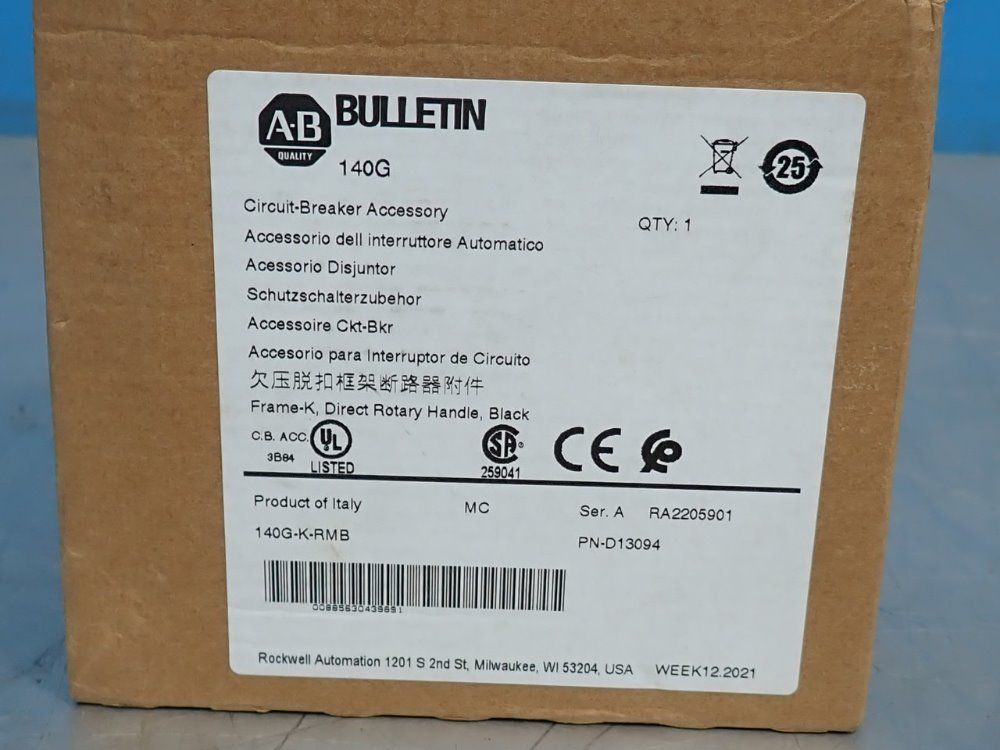 A-B
QUALITY
BULLETIN
140G
25
QTY: 1
Circuit-Breaker Accessory
Accessorio dell interruttore Automatico
Acessorio Disjuntor
Schutzschalterzubehor
Accessoire Ckt-Bkr
Accesorio para Interruptor de Circuito
欠压脱扣框架断路器附件
Frame-K, Direct Rotary Handle, Black
C.B. ACC.
3B84
UL
LISTED
SA
259041
CE
Product of Italy MC Ser. A RA2205901
140G-K-RMB PN-D13094
Rockwell Automation 1201 S 2nd St, Milwaukee, WI 53204, USA WEEK12.2021